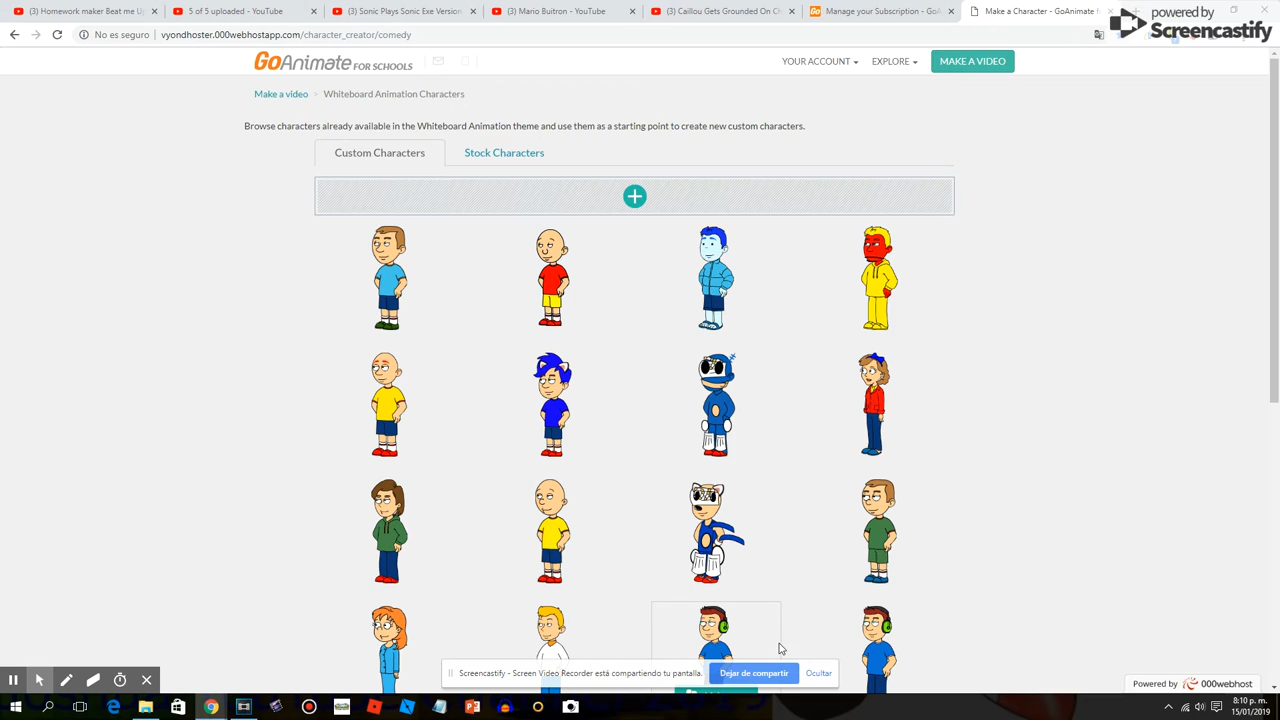 (3) Homework maker Beat me U
5 of 5 uploaded - YouTube
(3) Sonic Plays Sonic Exe Version
(3) Mario Buitron - YouTube
(3) Caillou Gets Grounded On C
Manage your Subscription - GoA
Make a Character - GoAnimate f
powered by
Screencastify
No es seguro
vyondhoster.000webhostapp.com/character_creator/comedy
GoAnimate FOR SCHOOLS
YOUR ACCOUNT
EXPLORE
MAKE A VIDEO
Make a video > Whiteboard Animation Characters
Browse characters already available in the Whiteboard Animation theme and use them as a starting point to create new custom characters.
Custom Characters
Stock Characters
Screencastify - Screen Video Recorder está compartiendo tu pantalla.
Dejar de compartir
Ocultar
Powered by 000webhost
8:10 p. m.
15/01/2019